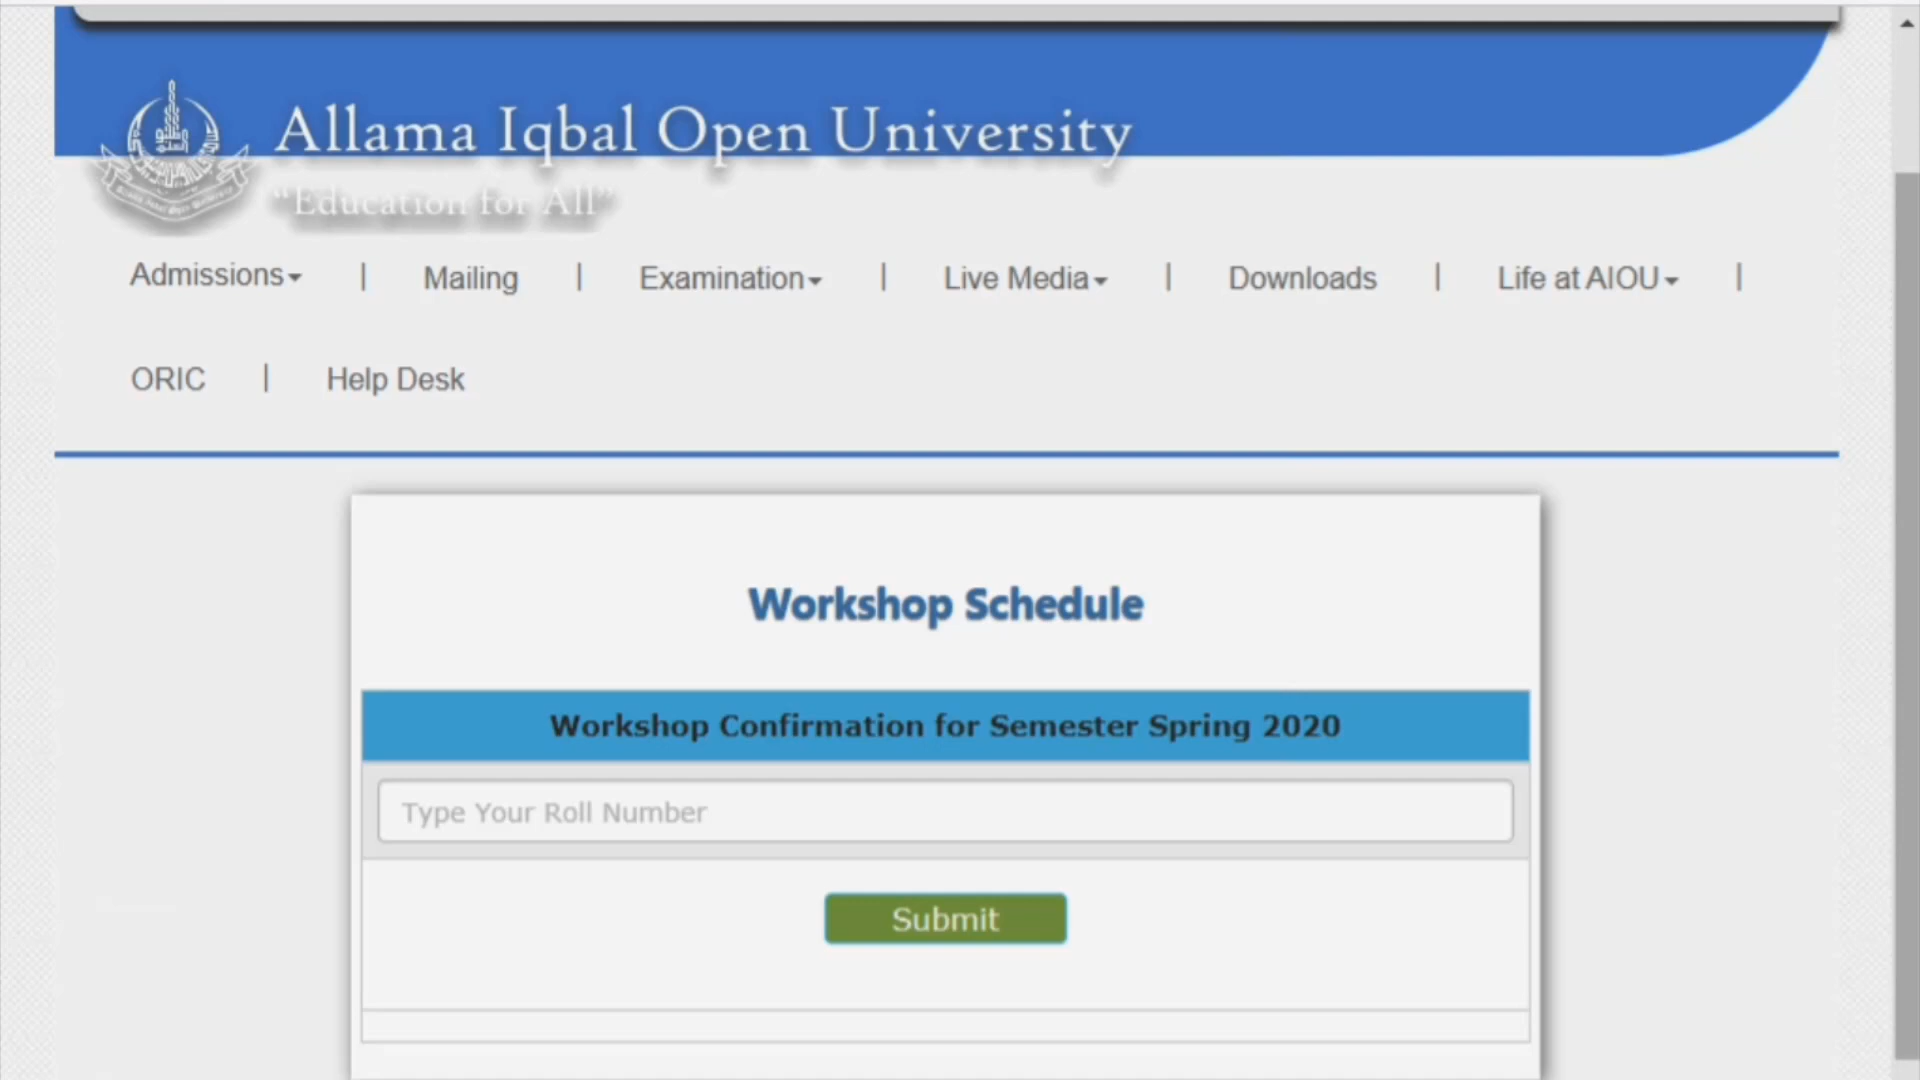 Allama Iqbal Open University
“Education for All”
Admissions | Mailing | Examination | Live Media | Downloads | Life at AIOU |
ORIC | Help Desk
Workshop Schedule
Workshop Confirmation for Semester Spring 2020
Type Your Roll Number
Submit